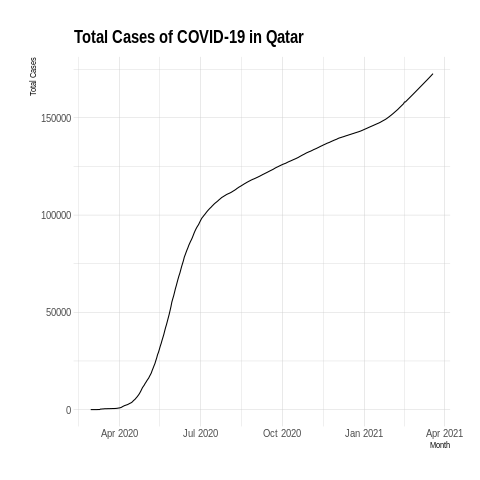 Total Cases of COVID-19 in Qatar
Total Cases
150000
100000
50000
0
Apr 2020 Jul 2020 Oct 2020 Jan 2021 Apr 2021
Month